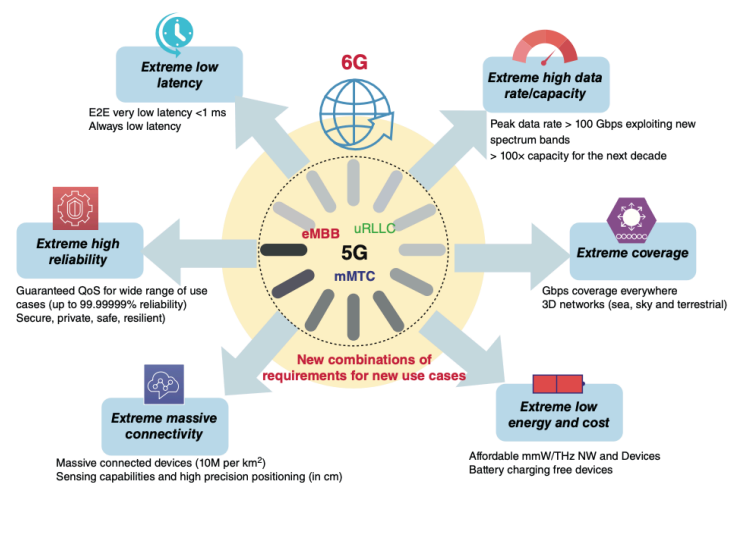 6G
Extreme low
latency
E2E very low latency <1 ms
Always low latency
Extreme high data
rate/capacity
Peak data rate > 100 Gbps exploiting new
spectrum bands
> 100× capacity for the next decade
Extreme high
reliability
Guaranteed QoS for wide range of use
cases (up to 99.99999% reliability)
Secure, private, safe, resilient)
eMBB
uRLLC
5G
mMTC
Extreme coverage
Gbps coverage everywhere
3D networks (sea, sky and terrestrial)
New combinations of
requirements for new use cases
Extreme massive
connectivity
Massive connected devices (10M per km²)
Sensing capabilities and high precision positioning (in cm)
Extreme low
energy and cost
Affordable mmW/THz NW and Devices
Battery charging free devices